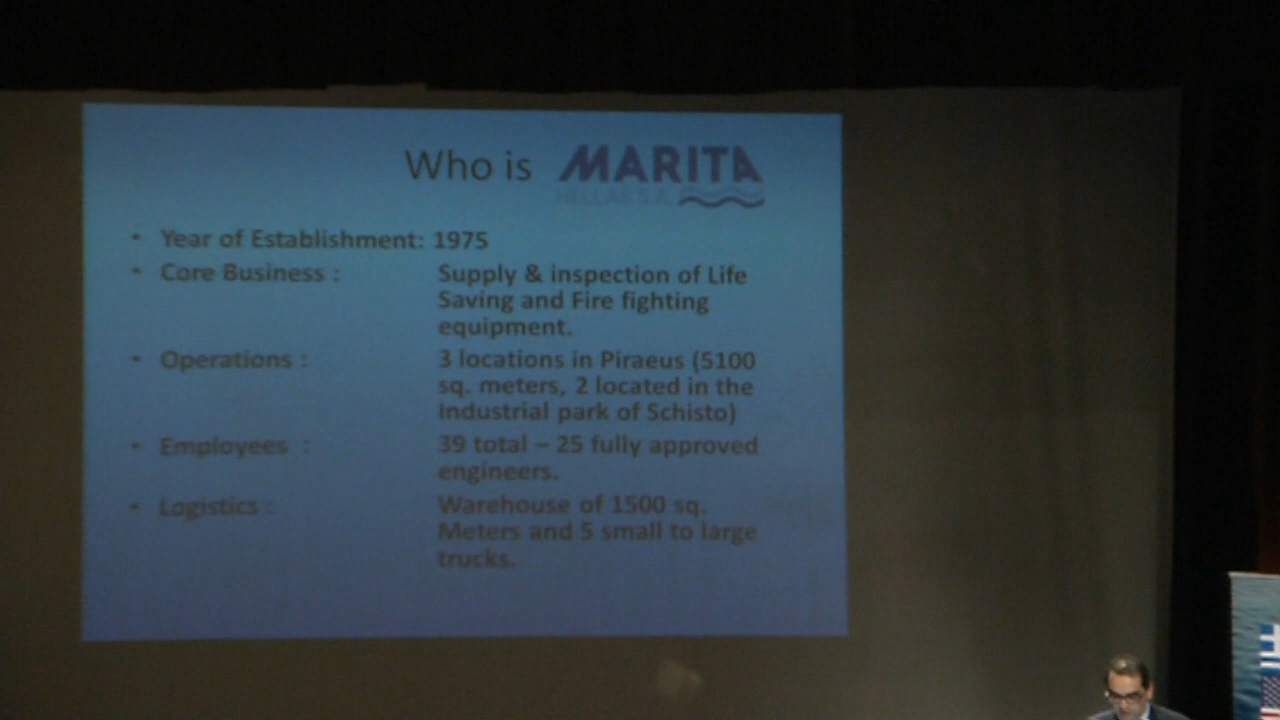 Who is MARITA
HELLAS S.A.
• Year of Establishment: 1975
• Core Business : Supply & inspection of Life
Saving and Fire fighting
equipment.
• Operations : 3 locations in Piraeus (5100
sq. meters, 2 located in the
Industrial park of Schisto)
• Employees : 39 total – 25 fully approved
engineers.
• Logistics : Warehouse of 1500 sq.
Meters and 5 small to large
trucks.